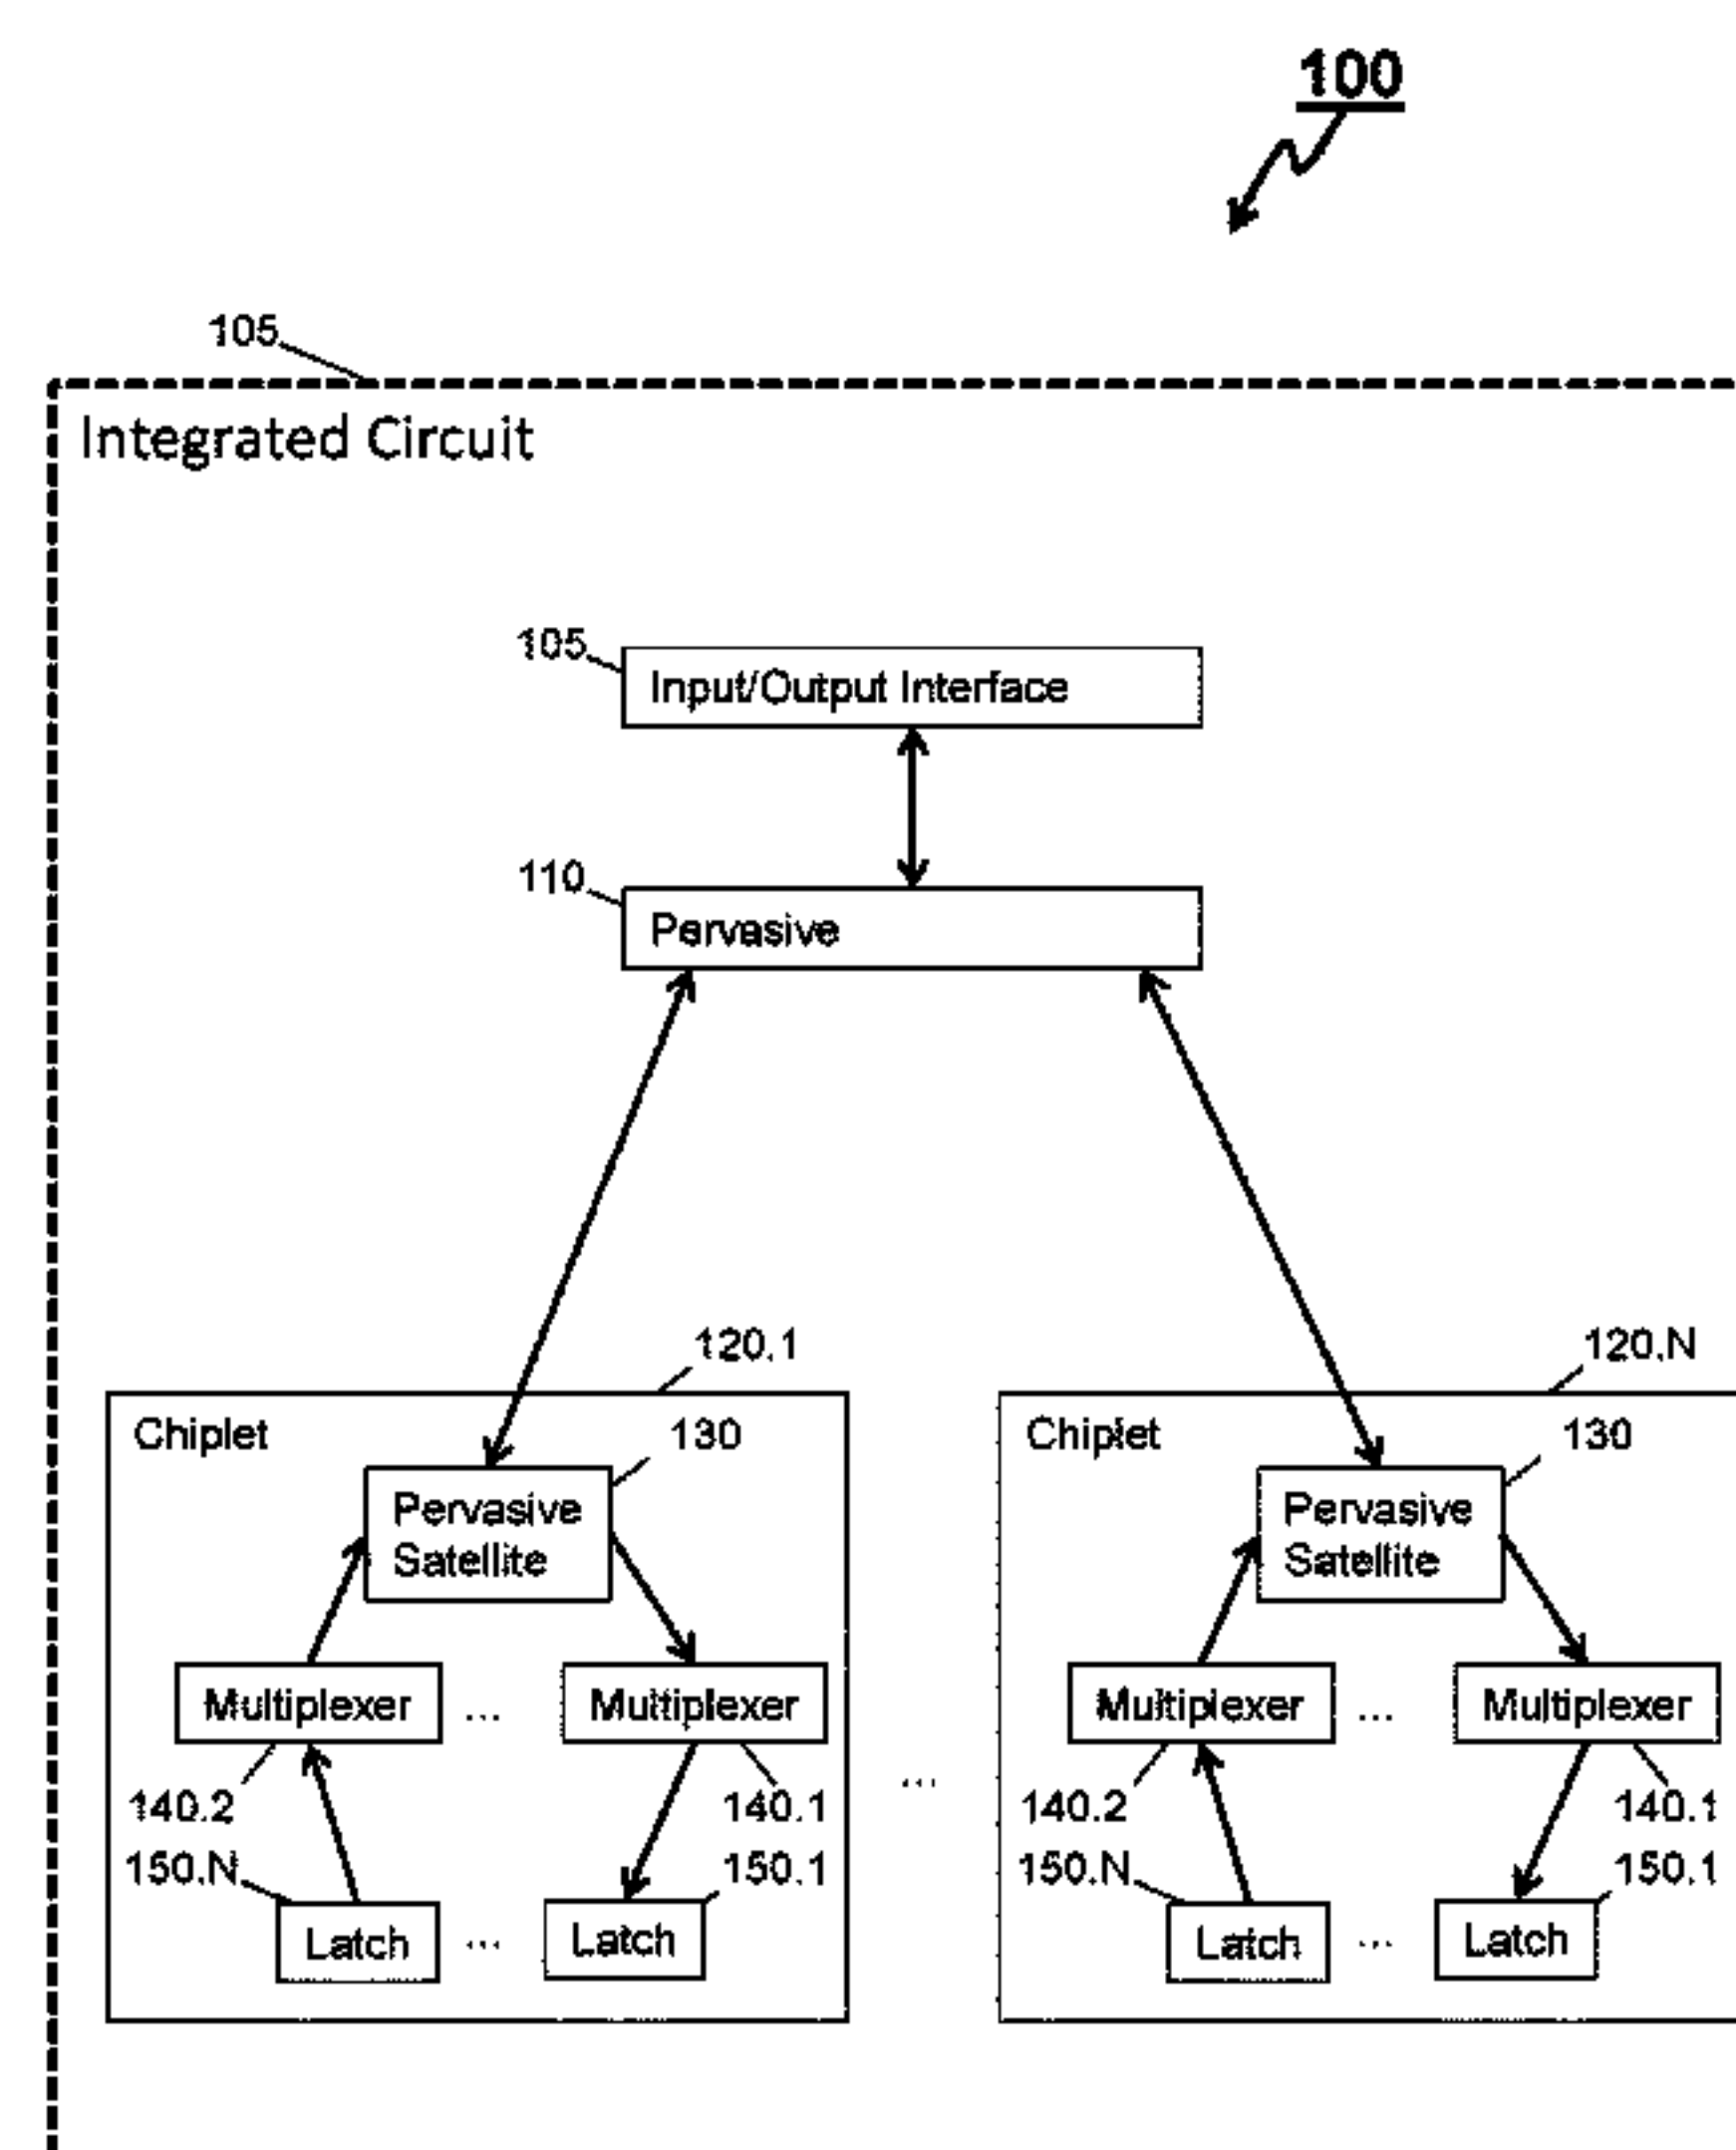 100
105
Integrated Circuit
105
Input/Output Interface
110
Pervasive
120.1
120.N
Chiplet
130
Chiplet
130
Pervasive
Satellite
Pervasive
Satellite
Multiplexer
...
Multiplexer
Multiplexer
...
Multiplexer
...
140.2
140.1
140.2
140.1
150.N
150.1
150.N
150.1
Latch
...
Latch
Latch
...
Latch